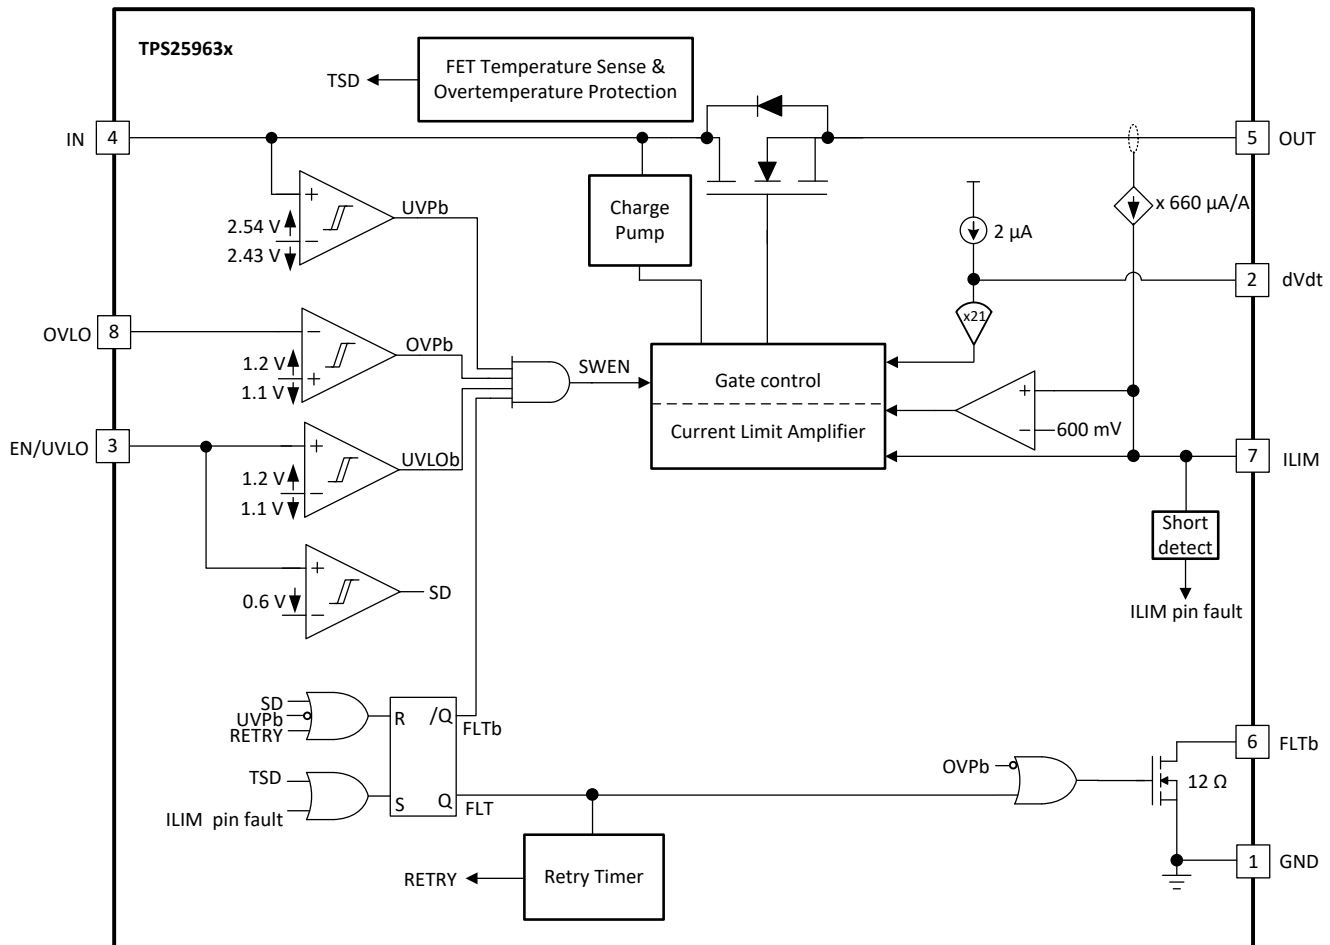 TPS25963x
TSD
FET Temperature Sense &
Overtemperature Protection
IN
4
5
OUT
+
2.54 V
−
2.43 V
UVPb
Charge
Pump
x 660 µA/A
2 µA
2
dVdt
x21
OVLO
8
−
1.2 V
+
1.1 V
OVPb
SWEN
Gate control
Current Limit Amplifier
+
−
600 mV
EN/UVLO
3
+
1.2 V
−
1.1 V
UVLOb
7
ILIM
Short
detect
ILIM pin fault
+
0.6 V
−
SD
SD
UVPb
RETRY
R
/Q
FLTb
TSD
ILIM pin fault
S
Q
FLT
OVPb
6
FLTb
12 Ω
RETRY
Retry Timer
1
GND